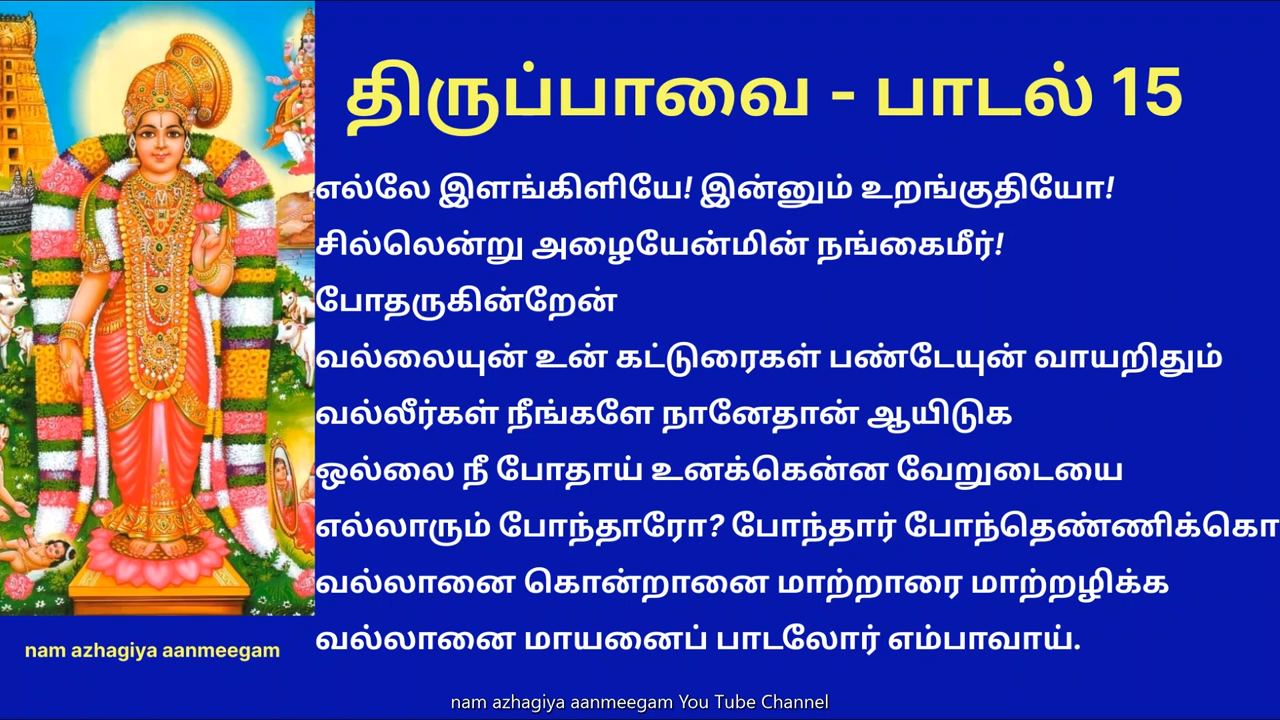 திருப்பாவை - பாடல் 15
எல்லே இளங்கிளியே! இன்னும் உறங்குதியோ!
சில்லென்று அழையேன்மின் நங்கைமீர்!
போதருகின்றேன்
வல்லையுன் உன் கட்டுரைகள் பண்டேயுன் வாயறிதும்
வல்லீர்கள் நீங்களே நானேதான் ஆயிடுக
ஒல்லை நீ போதாய் உனக்கென்ன வேறுடையை
எல்லாரும் போந்தாரோ? போந்தார்
வல்லானை கொன்றானை மாற்றாரை மாற்றழிக்க
வல்லானை மாயனைப் பாடலோர் எம்பாவாய்.
nam azhagiya aanmeegam
nam azhagiya aanmeegam You Tube Channel